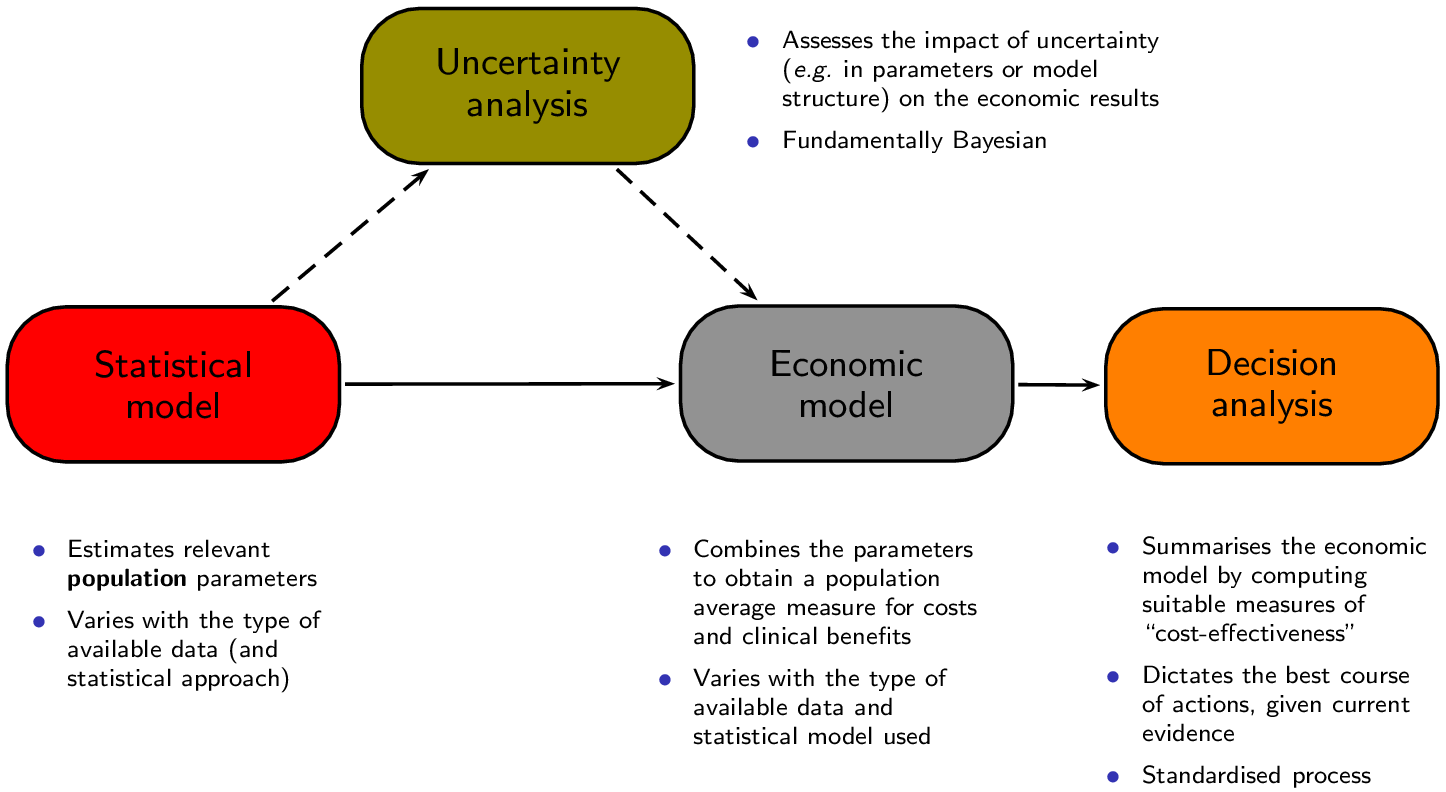 Uncertainty
analysis
• Assesses the impact of uncertainty
(e.g. in parameters or model
structure) on the economic results
• Fundamentally Bayesian
Statistical
model
Economic
model
Decision
analysis
• Estimates relevant
population parameters
• Varies with the type of
available data (and
statistical approach)
• Combines the parameters
to obtain a population
average measure for costs
and clinical benefits
• Varies with the type of
available data and
statistical model used
• Summarises the economic
model by computing
suitable measures of
“cost-effectiveness”
• Dictates the best course
of actions, given current
evidence
• Standardised process